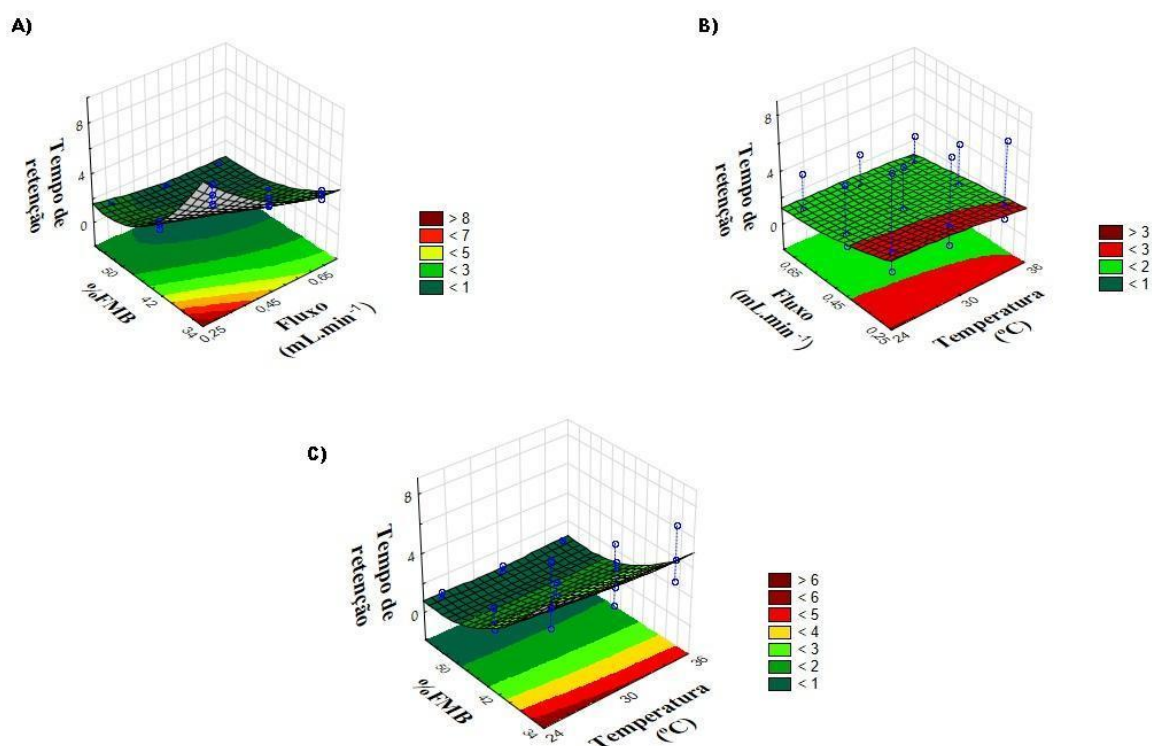 A)
8
4
0
Tempo de
retenção
50
42
34
%FMB
0,25
0,45
0,65
Fluxo
(mL.min⁻¹)
> 8
< 7
< 5
< 3
< 1
B)
8
4
0
Tempo de
retenção
0,65
0,45
0,25
Fluxo
(mL.min⁻¹)
24
30
36
Temperatura
(ºC)
> 3
< 3
< 2
< 1
C)
8
4
0
Tempo de
retenção
50
42
34
%FMB
24
30
36
Temperatura
(ºC)
> 6
< 6
< 5
< 4
< 3
< 2
< 1